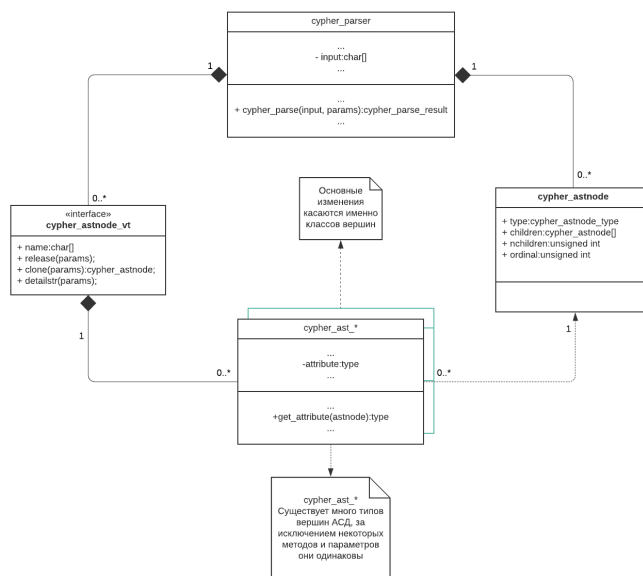 cypher_parser
...
- input:char[]
...
...
+ cypher_parse(input, params):cypher_parse_result
...
1
1
0..*
0..*
«interface»
cypher_astnode_vt
+ name:char[]
+ release(params);
+ clone(params):cypher_astnode;
+ detailstr(params);
Основные
изменения
касаются именно
классов вершин
cypher_astnode
+ type:cypher_astnode_type
+ children:cypher_astnode[]
+ nchildren:unsigned int
+ ordinal:unsigned int
1
1
0..*
0..*
cypher_ast_*
...
-attribute:type
...
...
+get_attribute(astnode):type
...
cypher_ast_*
Существует много типов
вершин АСД, за
исключением некоторых
методов и параметров
они одинаковы